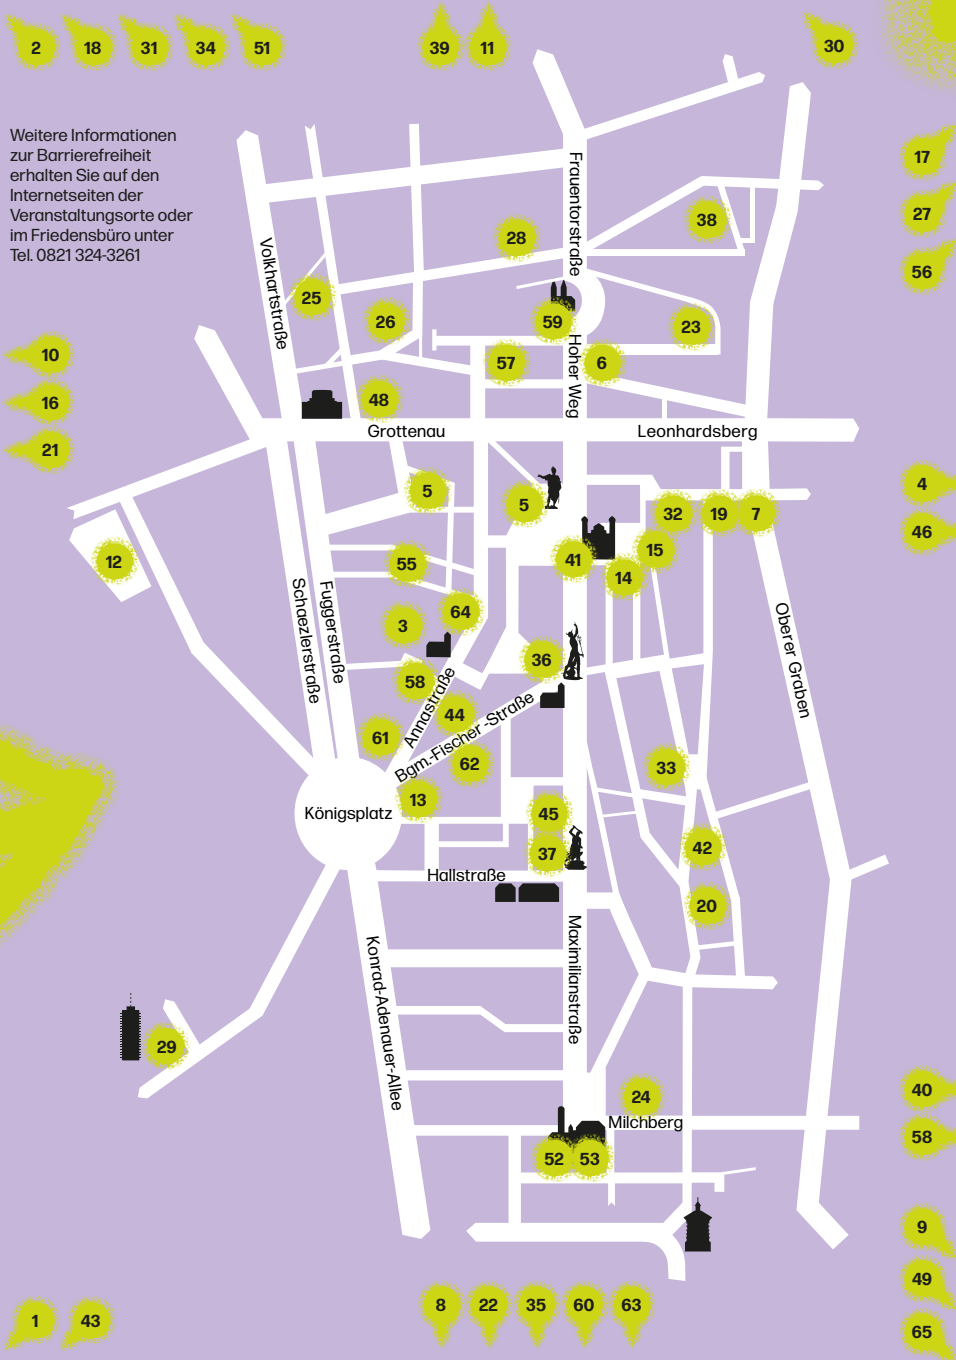 2 18 31 34 51
39 11
30
Weitere Informationen
zur Barrierefreiheit
erhalten Sie auf den
Internetseiten der
Veranstaltungsorte oder
im Friedensbüro unter
Tel. 0821 324-3261
17
27
56
Frauentorstraße
38
28
Volkhartstraße
25
26
59
23
10
57
6
Hoher Weg
16
48
21
Grottenau
Leonhardsberg
4
46
5
5
32
19
7
12
55
41
15
14
Schaezlerstraße
Fuggerstraße
3
64
Oberer Graben
36
58
Annastraße
44
Bgm.-Fischer-Straße
61
62
33
13
Königsplatz
45
37
42
Hallstraße
20
Maximilianstraße
Konrad-Adenauer-Allee
29
24
Milchberg
52
53
40
58
9
49
65
1 43
8 22 35 60 63